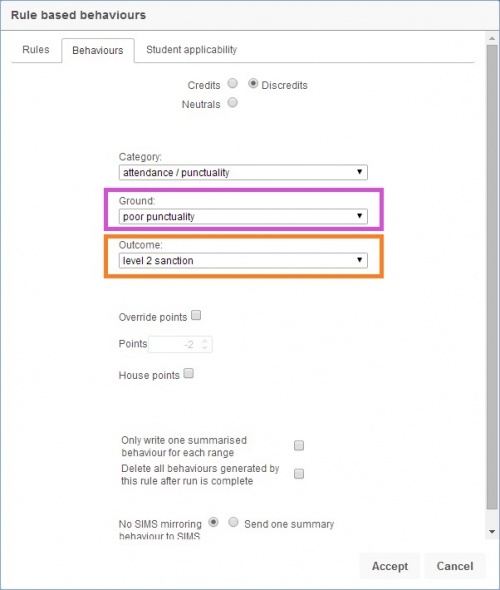 Rule based behaviours
Rules Behaviours Student applicability
Credits Discredits
Neutrals
Category:
attendance / punctuality
Ground:
poor punctuality
Outcome:
level 2 sanction
Override points
Points -2
House points
Only write one summarised
behaviour for each range
Delete all behaviours generated by
this rule after run is complete
No SIMS mirroring Send one summary
behaviour to SIMS
Accept Cancel